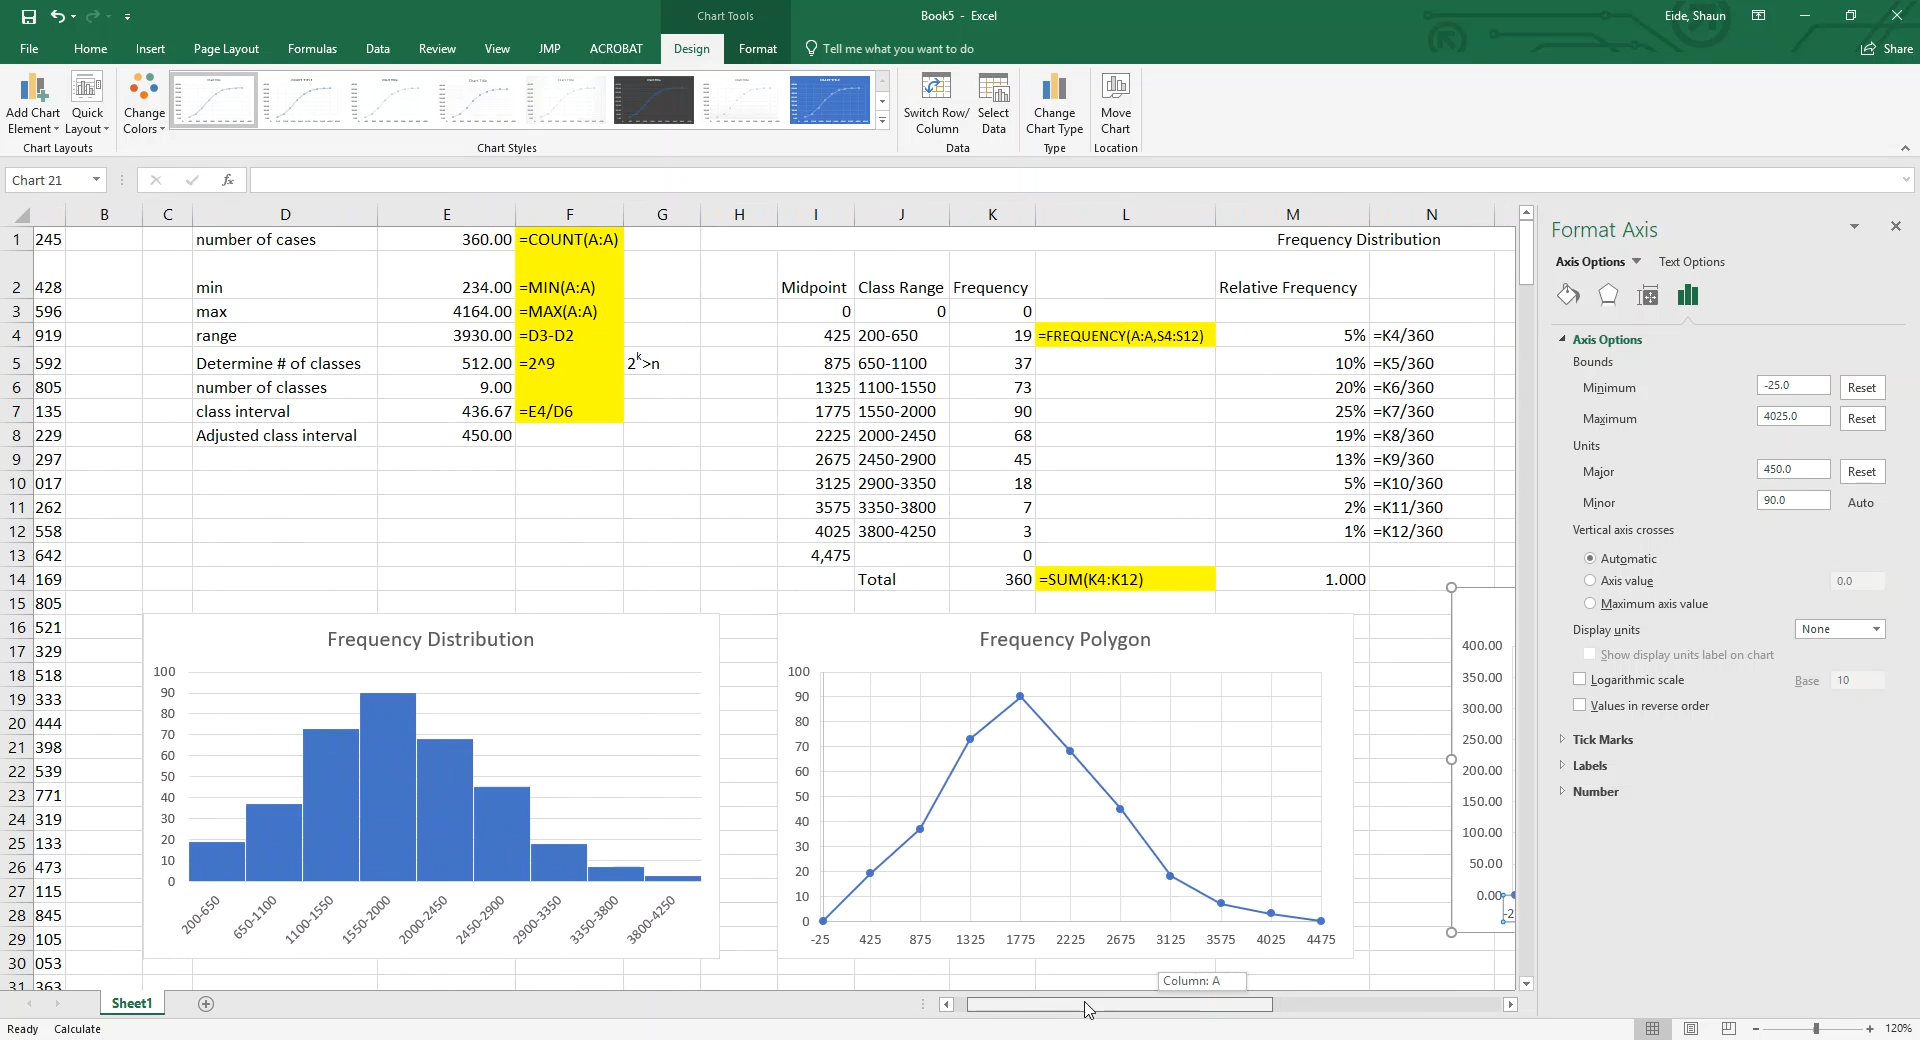 Chart Tools
Book5 - Excel
Eide, Shaun
File Home Insert Page Layout Formulas Data Review View JMP ACROBAT Design Format Tell me what you want to do Share
Add Chart Element
Quick Layout
Change Colors
Switch Row/ Column
Select Data
Change Chart Type
Move Chart
Chart Layouts Chart Styles Data Type Location
Chart 21 fx
B C D E F G H I J K L M N
1 245 number of cases 360.00 =COUNT(A:A) Frequency Distribution
2 428 min 234.00 =MIN(A:A) Midpoint Class Range Frequency Relative Frequency
3 596 max 4164.00 =MAX(A:A) 0 0 0
4 919 range 3930.00 =D3-D2 425 200-650 19 =FREQUENCY(A:A,S4:S12) 5% =K4/360
5 592 Determine # of classes 512.00 =2^9 2k>n 875 650-1100 37 10% =K5/360
6 805 number of classes 9.00 1325 1100-1550 73 20% =K6/360
7 135 class interval 436.67 =E4/D6 1775 1550-2000 90 25% =K7/360
8 229 Adjusted class interval 450.00 2225 2000-2450 68 19% =K8/360
9 297 2675 2450-2900 45 13% =K9/360
10 017 3125 2900-3350 18 5% =K10/360
11 262 3575 3350-3800 7 2% =K11/360
12 558 4025 3800-4250 3 1% =K12/360
13 642 4,475 0
14 169 Total 360 =SUM(K4:K12) 1.000
15 805
16 521
17 329
18 518
19 333
20 444
21 398
22 539
23 771
24 319
25 133
26 473
27 115
28 845
29 105
30 053
31 363
Frequency Distribution
100
90
80
70
60
50
40
30
20
10
0
200-650 650-1100 1100-1550 1550-2000 2000-2450 2450-2900 2900-3350 3350-3800 3800-4250
Frequency Polygon
100
90
80
70
60
50
40
30
20
10
0
-25 425 875 1325 1775 2225 2675 3125 3575 4025 4475
400.00
350.00
300.00
250.00
200.00
150.00
100.00
50.00
0.00
-2
Column: A
Format Axis
Axis Options Text Options
Axis Options
Bounds
Minimum -25.0 Reset
Maximum 4025.0 Reset
Units
Major 450.0 Reset
Minor 90.0 Auto
Vertical axis crosses
Automatic
Axis value 0.0
Maximum axis value
Display units None
Show display units label on chart
Logarithmic scale Base 10
Values in reverse order
Tick Marks
Labels
Number
Sheet1
Ready Calculate 120%